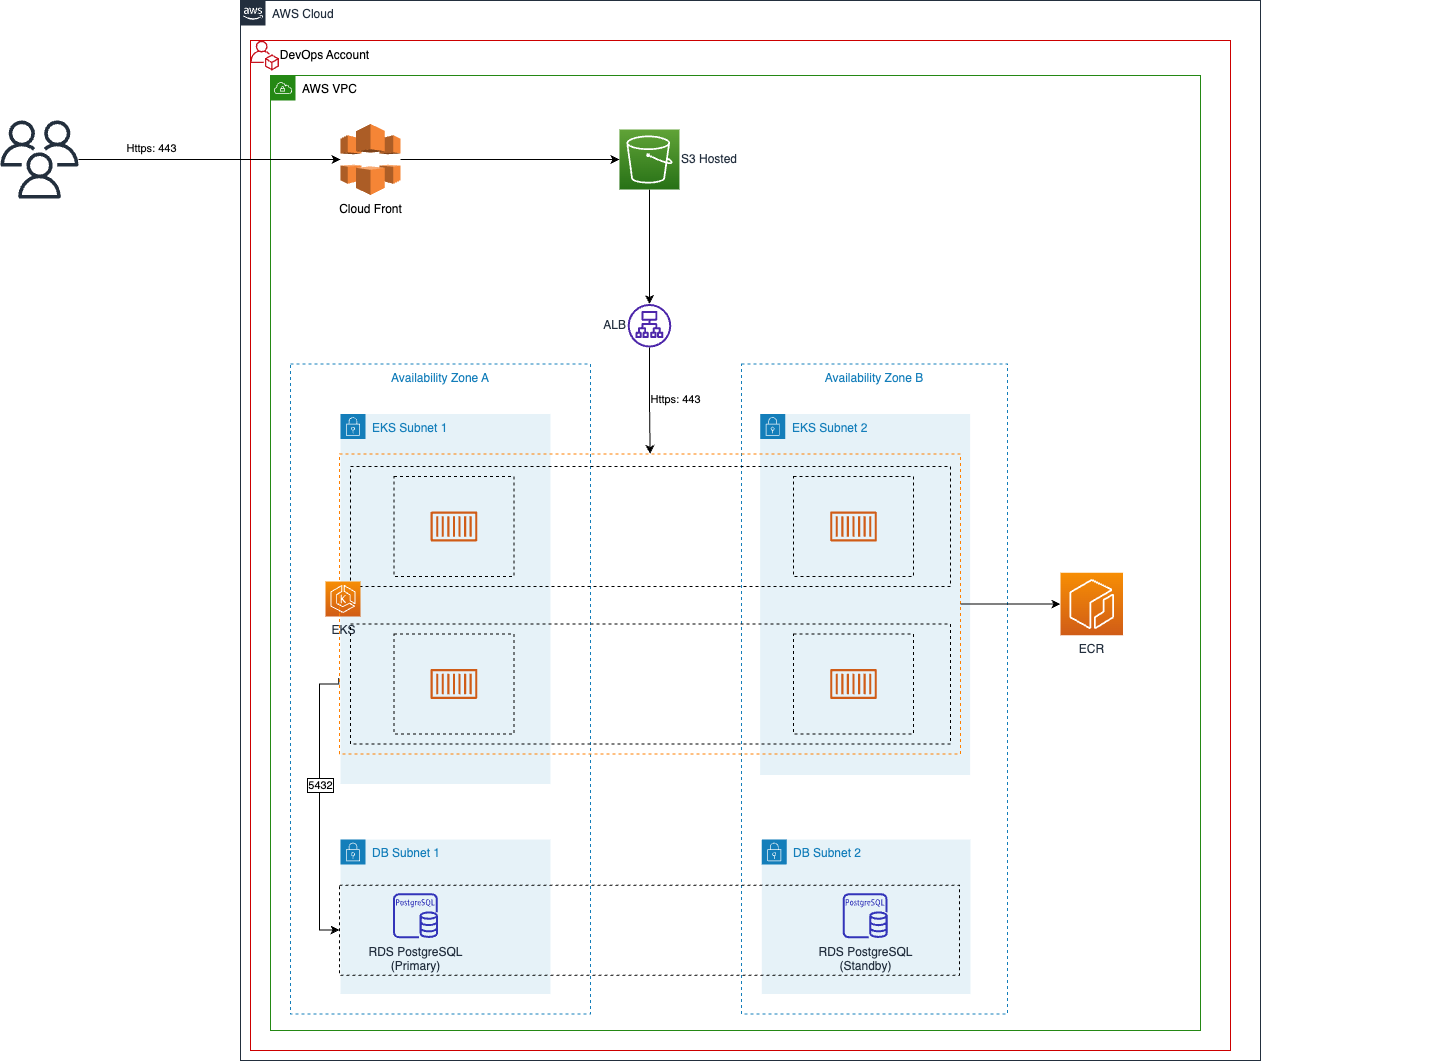 aws
AWS Cloud
DevOps Account
AWS VPC
Https: 443
Cloud Front
S3 Hosted
ALB
Https: 443
Availability Zone A
Availability Zone B
EKS Subnet 1
EKS Subnet 2
K
EKS
ECR
5432
DB Subnet 1
DB Subnet 2
PostgreSQL
RDS PostgreSQL
(Primary)
PostgreSQL
RDS PostgreSQL
(Standby)